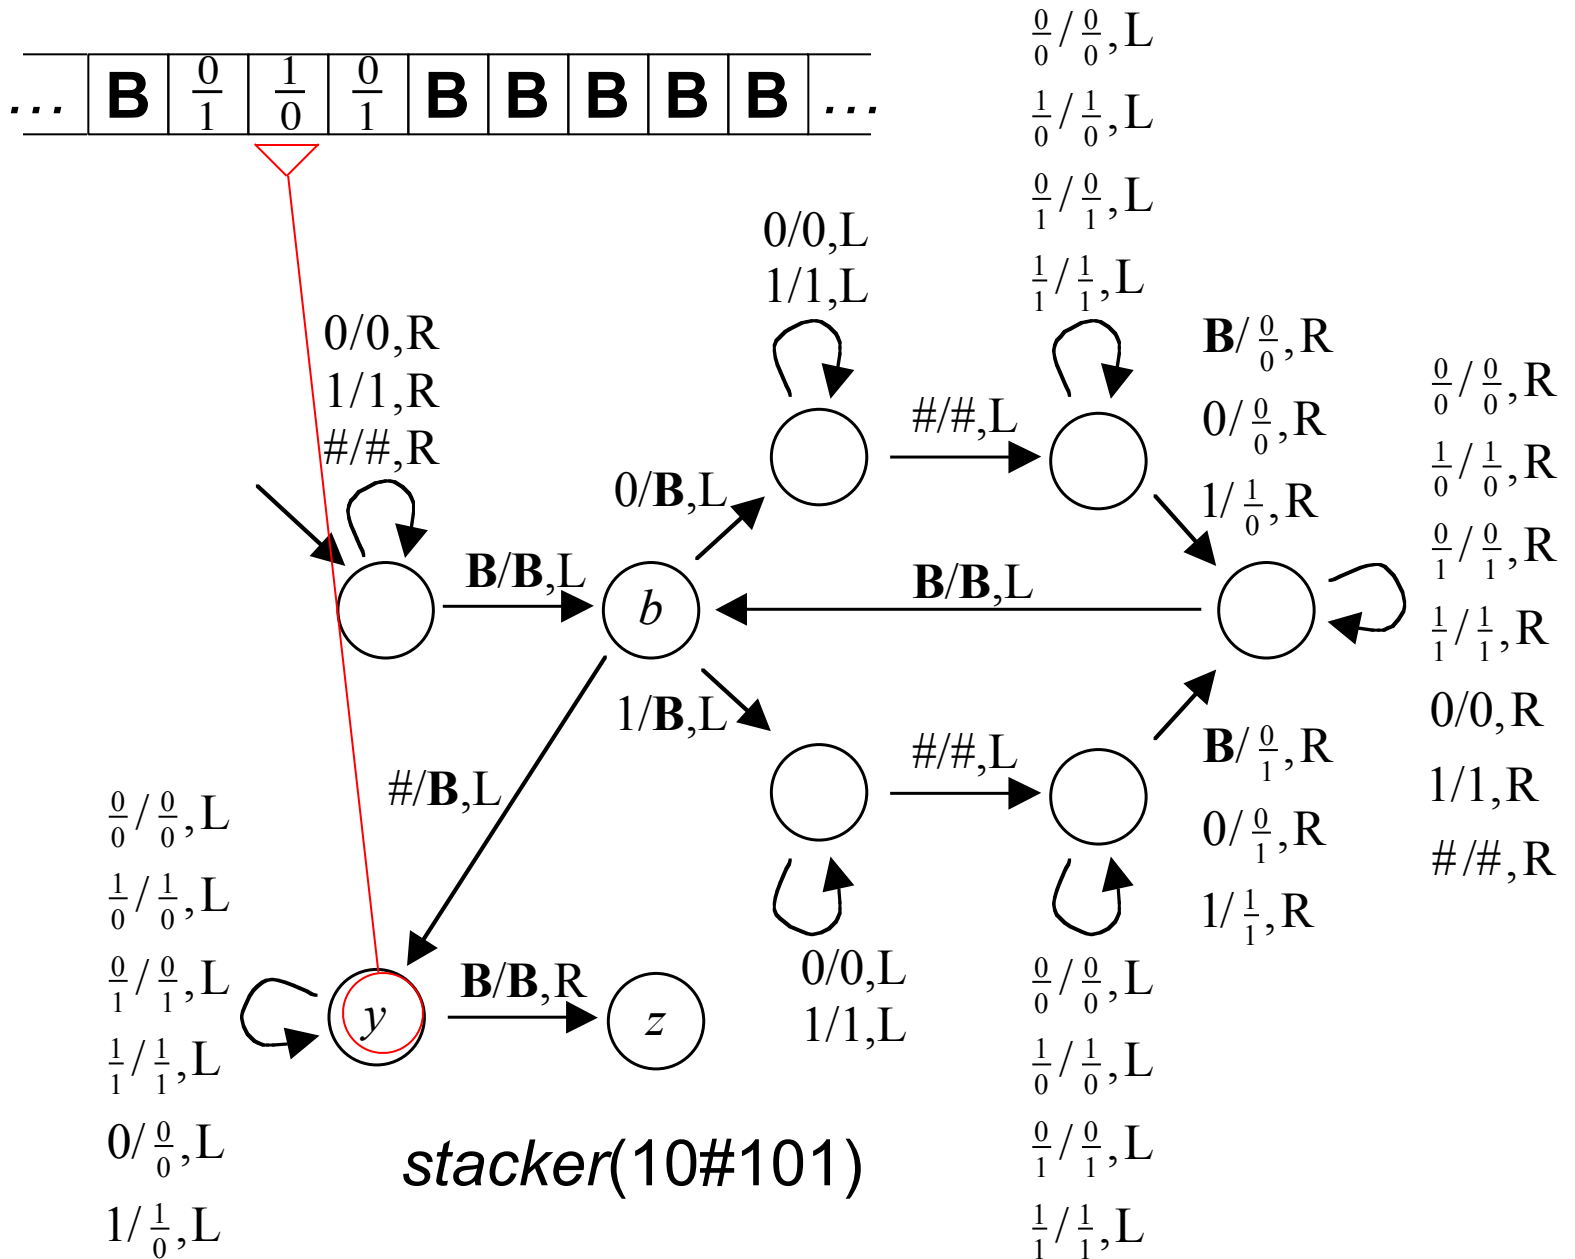 ... B 0/1 1/0 0/1 B B B B B ...
0/0,R
1/1,R
#/#,R
B/B,L
b
0/B,L
1/B,L
#/B,L
0/0,L
1/1,L
#/#,L
0/0 / 0/0, L
1/0 / 1/0, L
0/1 / 0/1, L
1/1 / 1/1, L
B/ 0/0, R
0/ 0/0, R
1/ 1/0, R
B/B,L
0/0 / 0/0, R
1/0 / 1/0, R
0/1 / 0/1, R
1/1 / 1/1, R
0/0,R
1/1,R
#/#,R
#/#,L
B/ 0/1, R
0/ 0/1, R
1/ 1/1, R
0/0,L
1/1,L
0/0 / 0/0, L
1/0 / 1/0, L
0/1 / 0/1, L
1/1 / 1/1, L
0/0 / 0/0, L
1/0 / 1/0, L
0/1 / 0/1, L
1/1 / 1/1, L
0/ 0/0, L
1/ 1/0, L
y
B/B,R
z
stacker(10#101)